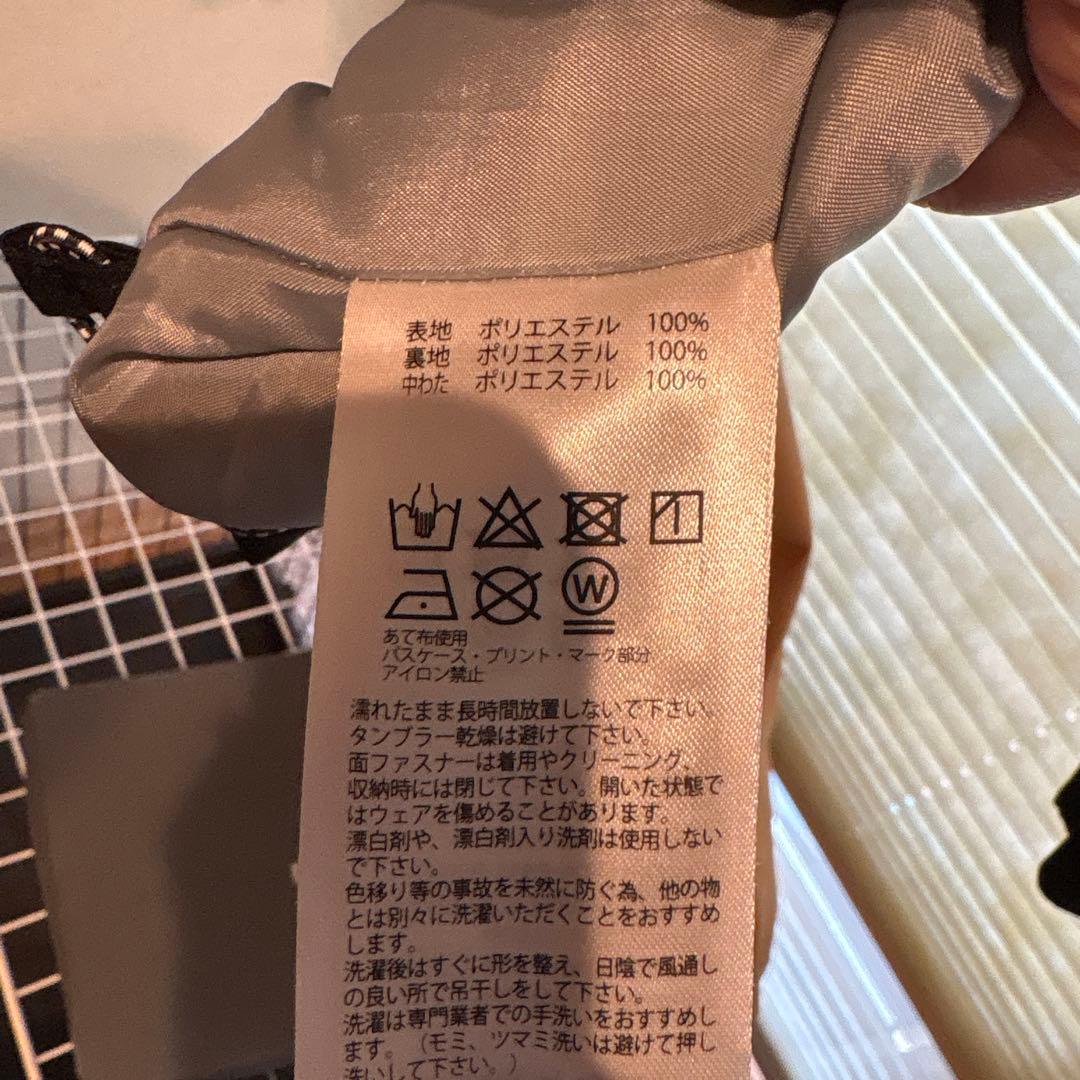 表地 ポリエステル 100%
裏地 ポリエステル 100%
中わた ポリエステル 100%
W
あて布使用
パスケース・プリント・マーク部分
アイロン禁止
濡れたまま長時間放置しないで下さい。
タンブラー乾燥は避けて下さい。
面ファスナーは着用やクリーニング、
収納時には閉じて下さい。開いた状態で
はウェアを傷めることがあります。
漂白剤や、漂白剤入り洗剤は使用しない
で下さい。
色移り等の事故を未然に防ぐ為、他の物
とは別々に洗濯いただくことをおすすめ
します。
洗濯後はすぐに形を整え、日陰で風通し
の良い所で吊干しをして下さい。
洗濯は専門業者での手洗いをおすすめし
ます。（モミ、ツマミ洗いは避けて押し
洗いして下さい。）